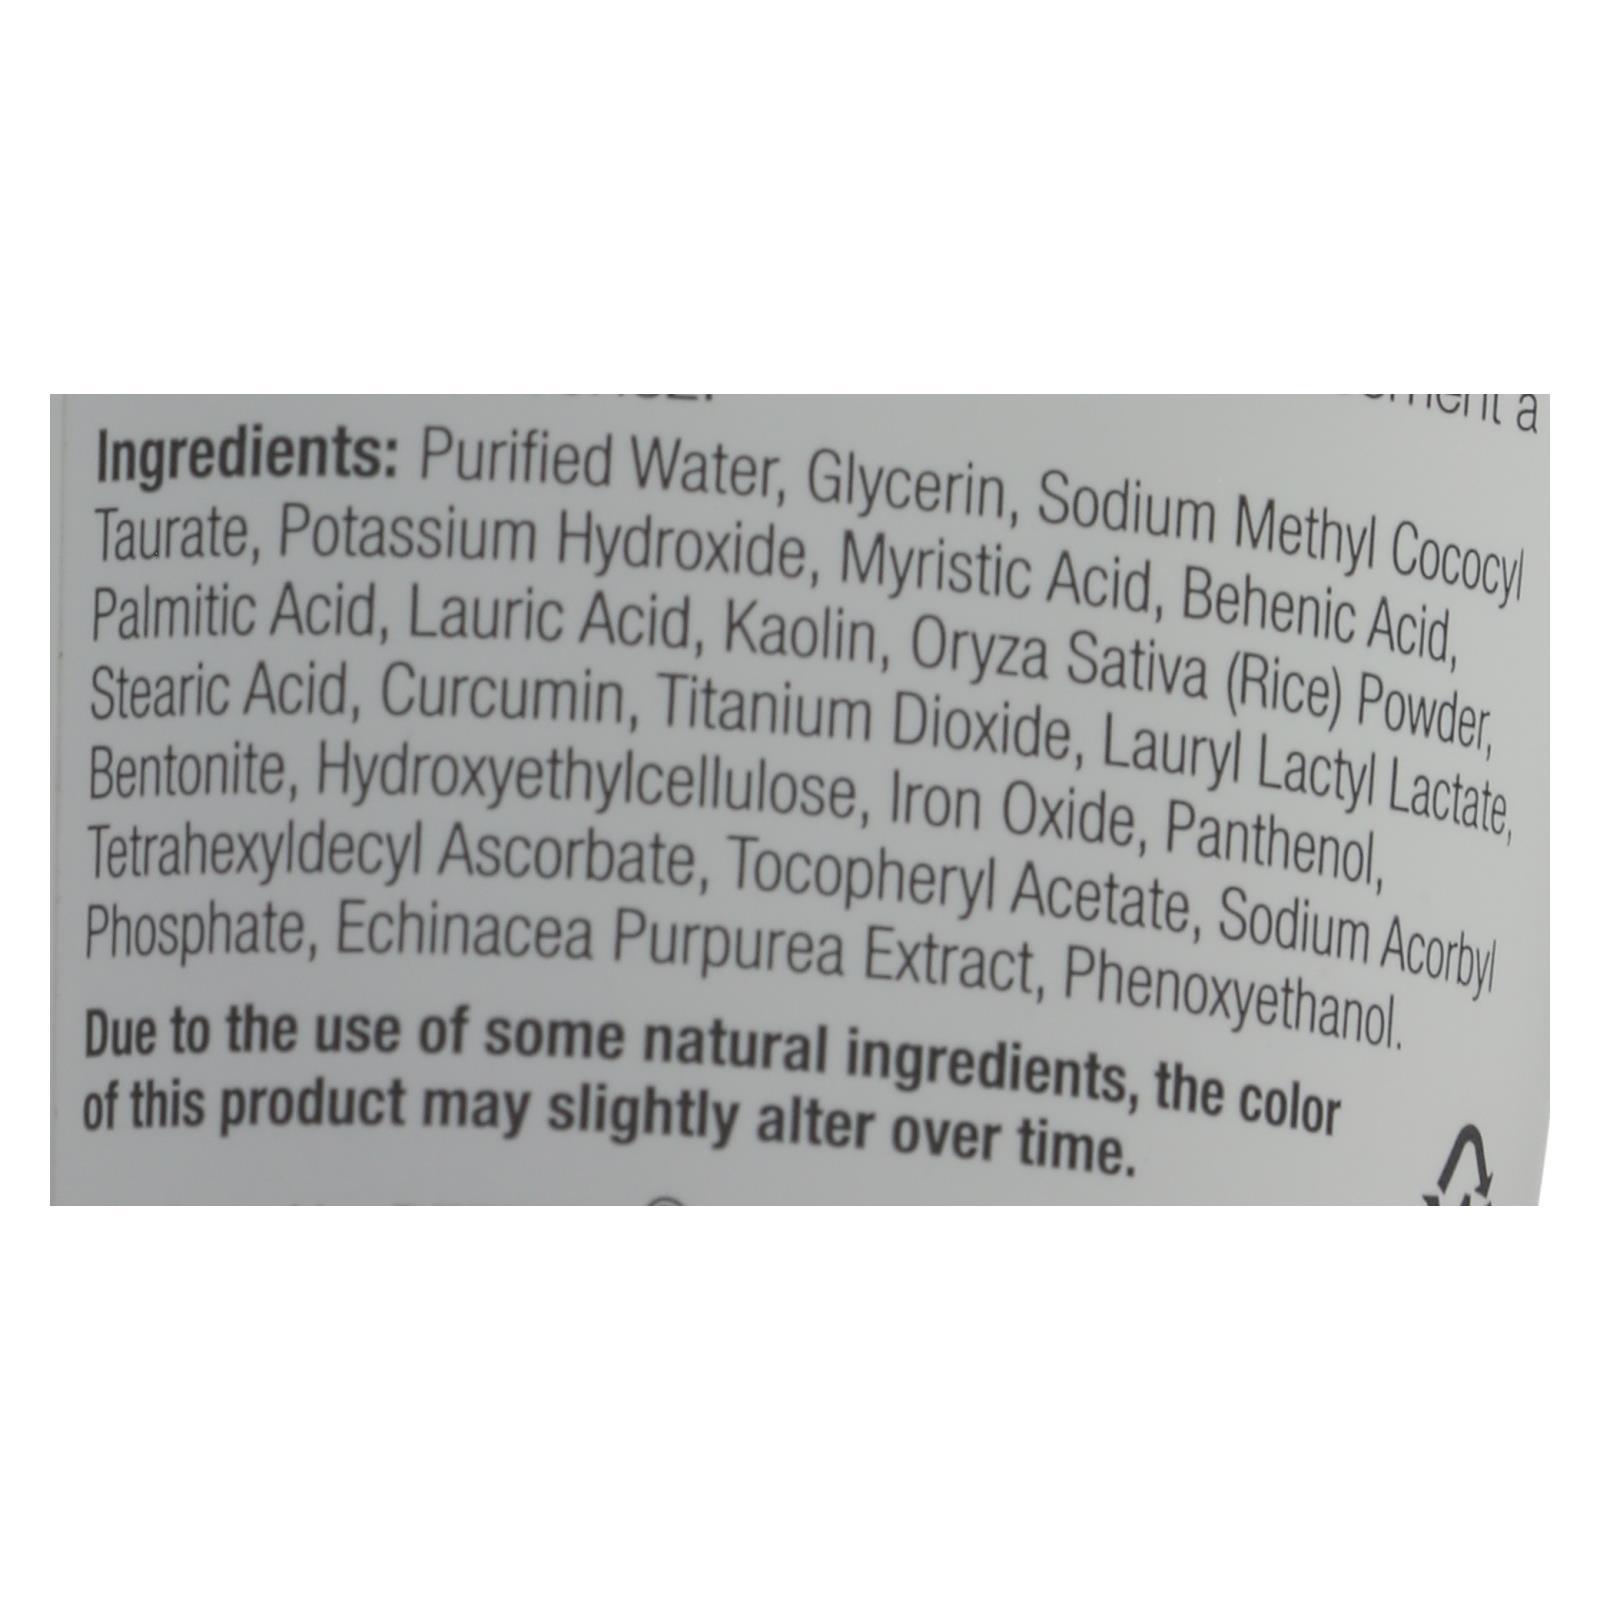 a
Ingredients: Purified Water, Glycerin, Sodium Methyl Cococyl
Taurate, Potassium Hydroxide, Myristic Acid, Behenic Acid,
Palmitic Acid, Lauric Acid, Kaolin, Oryza Sativa (Rice) Powder,
Stearic Acid, Curcumin, Titanium Dioxide, Lauryl Lactyl Lactate,
Bentonite, Hydroxyethylcellulose, Iron Oxide, Panthenol,
Tetrahexyldecyl Ascorbate, Tocopheryl Acetate, Sodium Acorbyl
Phosphate, Echinacea Purpurea Extract, Phenoxyethanol.
Due to the use of some natural ingredients, the color
of this product may slightly alter over time.